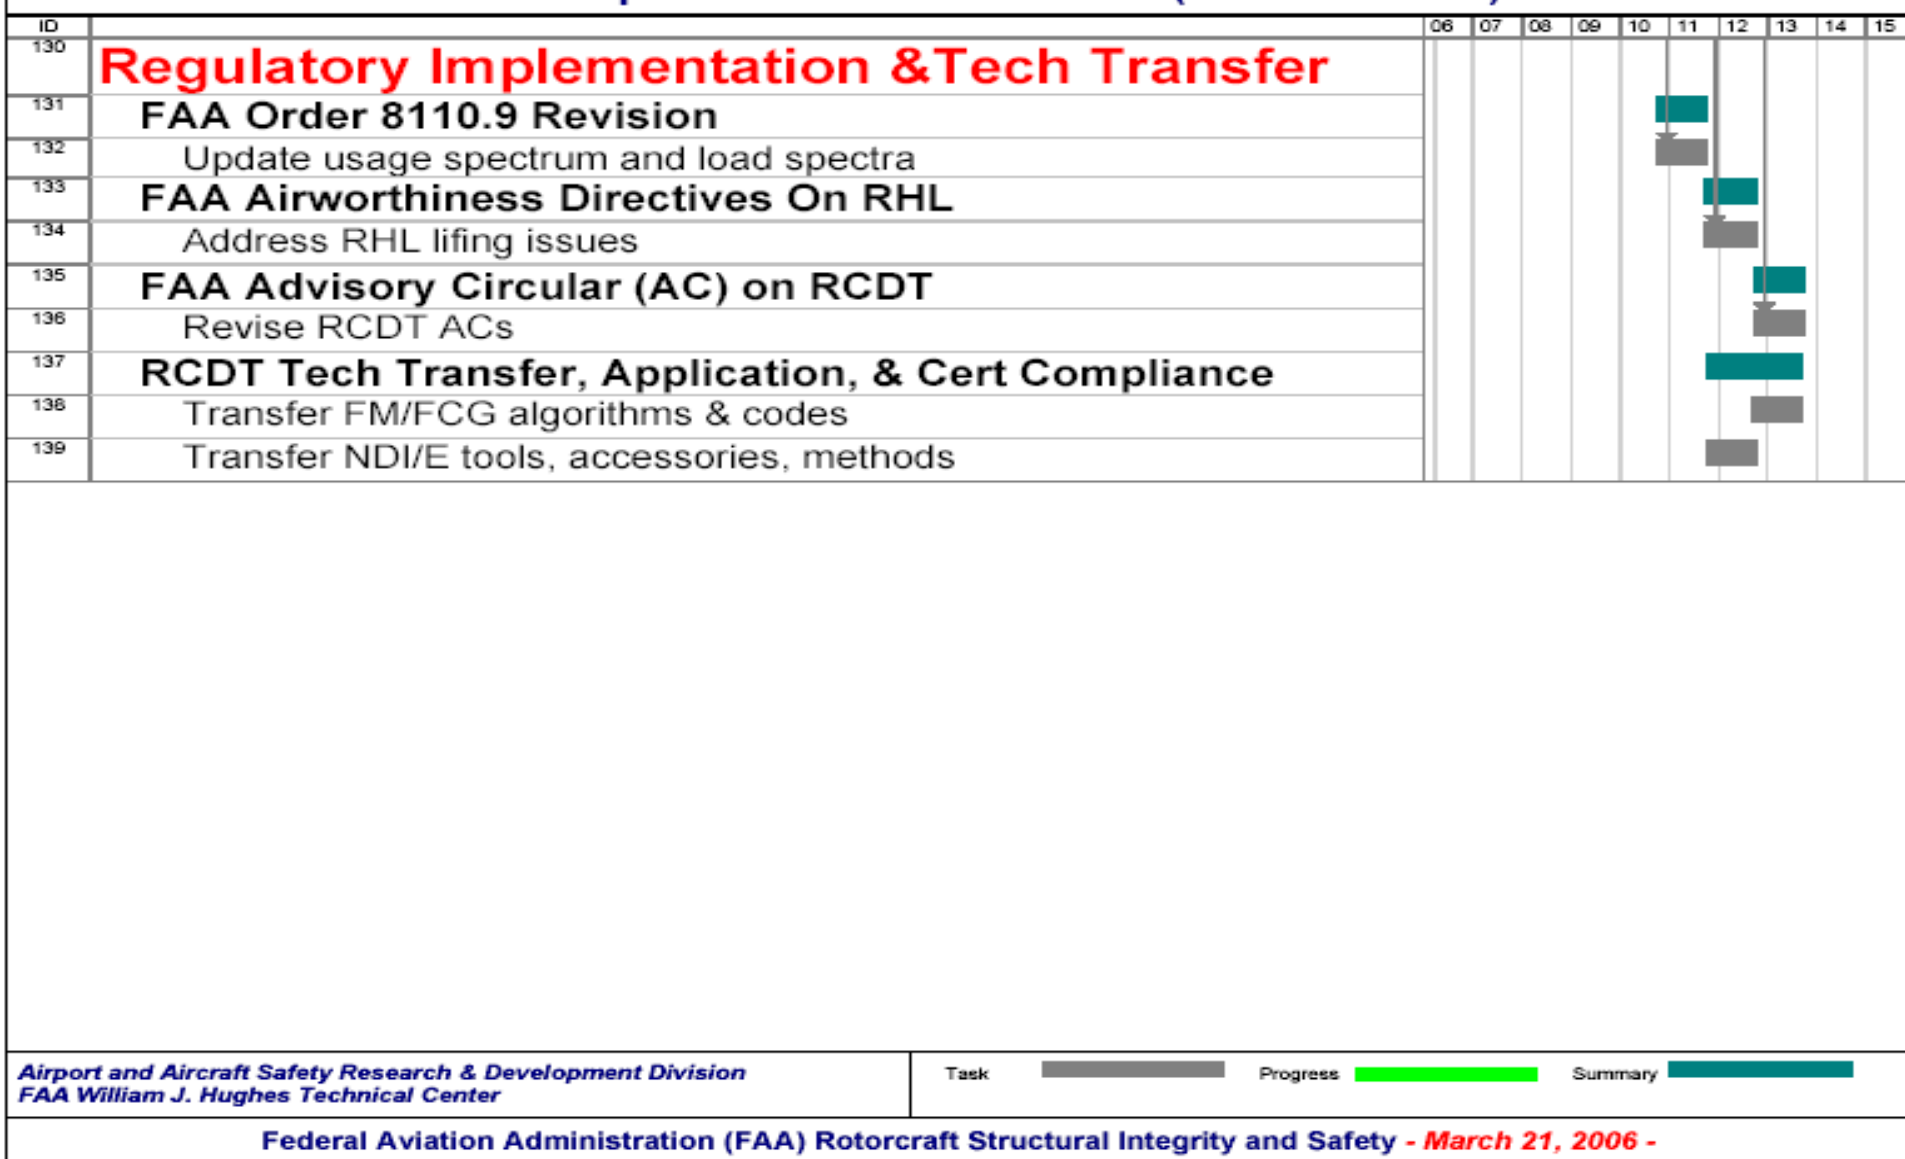 ID 06 07 08 09 10 11 12 13 14 15
130 Regulatory Implementation &Tech Transfer
131 FAA Order 8110.9 Revision
132 Update usage spectrum and load spectra
133 FAA Airworthiness Directives On RHL
134 Address RHL lifing issues
135 FAA Advisory Circular (AC) on RCDT
136 Revise RCDT ACs
137 RCDT Tech Transfer, Application, & Cert Compliance
138 Transfer FM/FCG algorithms & codes
139 Transfer NDI/E tools, accessories, methods
Airport and Aircraft Safety Research & Development Division
FAA William J. Hughes Technical Center
Task Progress Summary
Federal Aviation Administration (FAA) Rotorcraft Structural Integrity and Safety - March 21, 2006 -